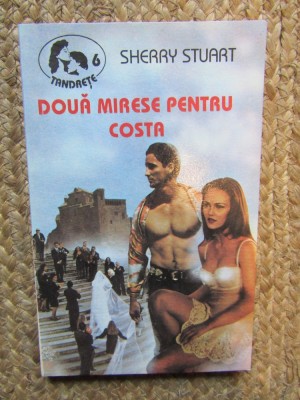 6
TANDREȚE
SHERRY STUART
DOUĂ MIRESE PENTRU
COSTA